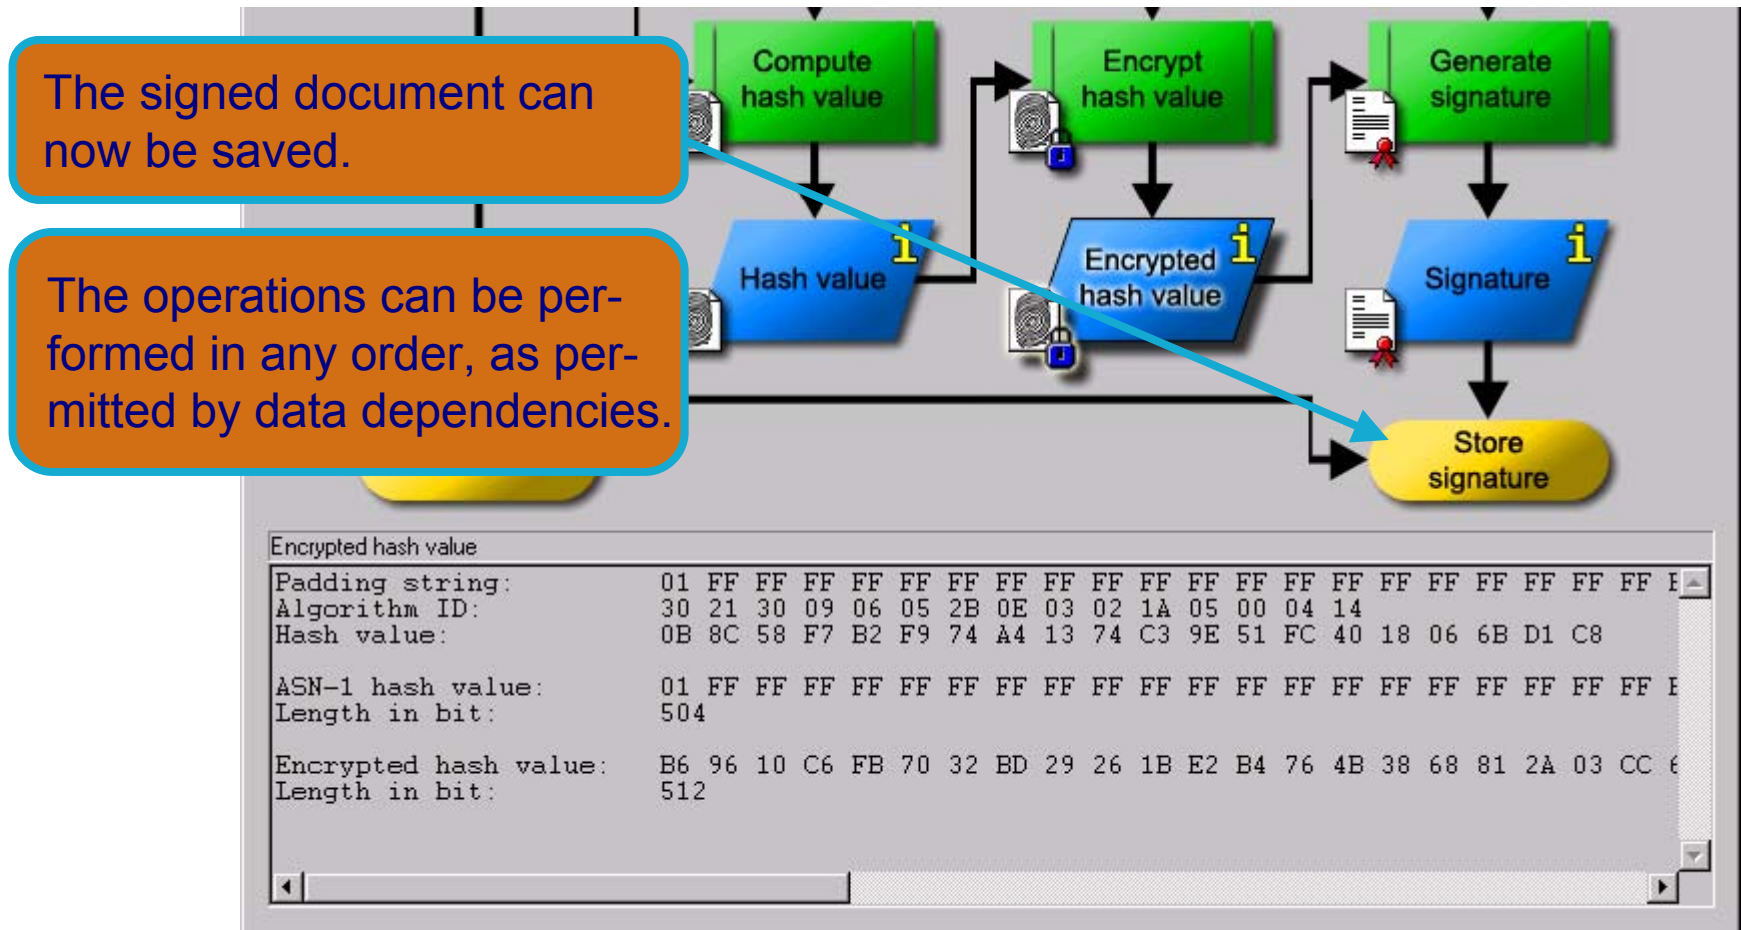 The signed document can
now be saved.
The operations can be per-
formed in any order, as per-
mitted by data dependencies.
Compute
hash value
Encrypt
hash value
Generate
signature
Hash value
i
Encrypted
hash value
i
Signature
i
Store
signature
Encrypted hash value
Padding string: 01 FF FF FF FF FF FF FF FF FF FF FF FF FF FF FF FF FF FF FF FF
Algorithm ID: 30 21 30 09 06 05 2B 0E 03 02 1A 05 00 04 14
Hash value: 0B 8C 58 F7 B2 F9 74 A4 13 74 C3 9E 51 FC 40 18 06 6B D1 C8
ASN-1 hash value: 01 FF FF FF FF FF FF FF FF FF FF FF FF FF FF FF FF FF FF FF FF
Length in bit: 504
Encrypted hash value: B6 96 10 C6 FB 70 32 BD 29 26 1B E2 B4 76 4B 38 68 81 2A 03 CC
Length in bit: 512